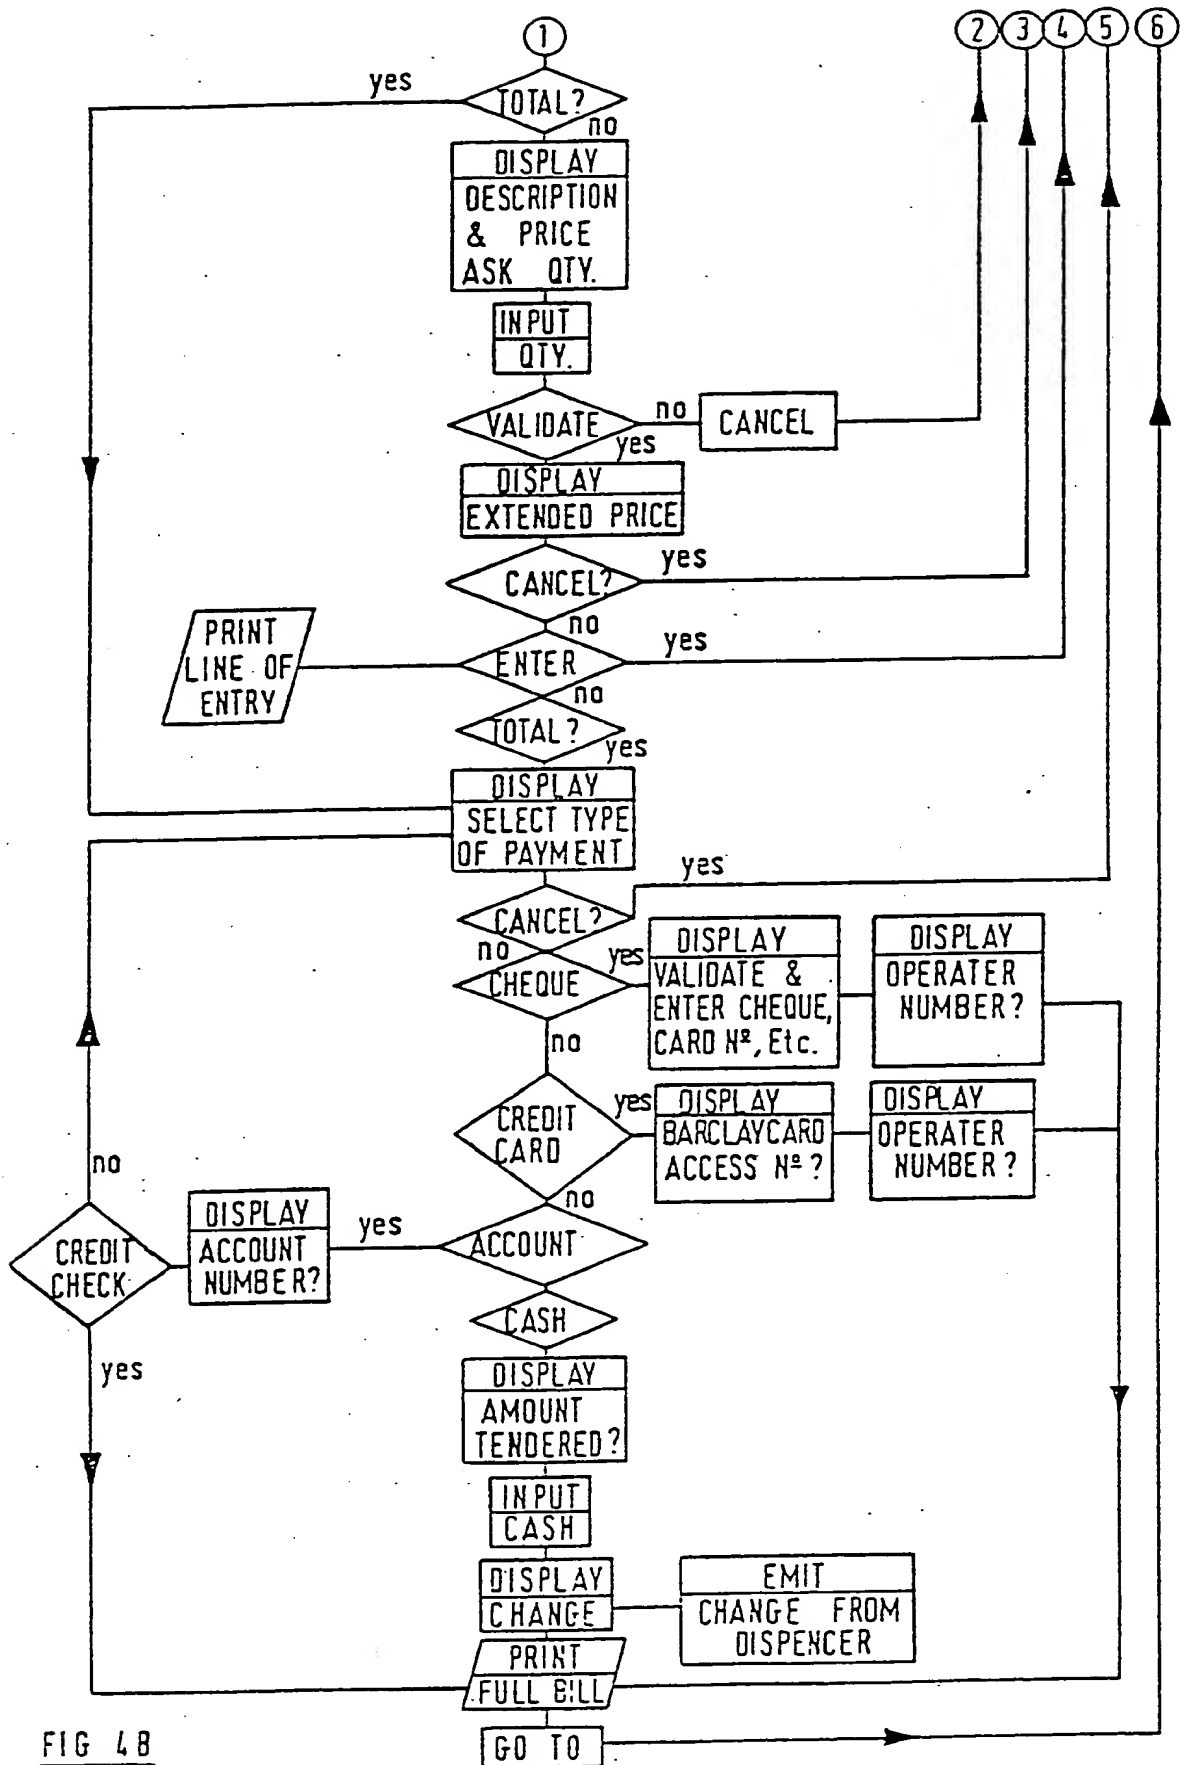 1
2
3
4
5
6
yes
TOTAL?
no
DISPLAY
DESCRIPTION
& PRICE
ASK QTY.
INPUT
QTY.
VALIDATE
no
CANCEL
yes
DISPLAY
EXTENDED PRICE
CANCEL?
yes
no
PRINT
LINE OF
ENTRY
ENTER
yes
no
TOTAL?
yes
DISPLAY
SELECT TYPE
OF PAYMENT
CANCEL?
yes
no
CHEQUE
yes
DISPLAY
VALIDATE &
ENTER CHEQUE,
CARD Nº, Etc.
DISPLAY
OPERATER
NUMBER?
no
CREDIT
CARD
yes
DISPLAY
BARCLAYCARD
ACCESS Nº?
DISPLAY
OPERATER
NUMBER?
no
ACCOUNT
yes
DISPLAY
ACCOUNT
NUMBER?
CREDIT
CHECK
no
yes
CASH
DISPLAY
AMOUNT
TENDERED?
INPUT
CASH
DISPLAY
CHANGE
EMIT
CHANGE FROM
DISPENCER
PRINT
FULL BILL
GO TO
FIG 4B